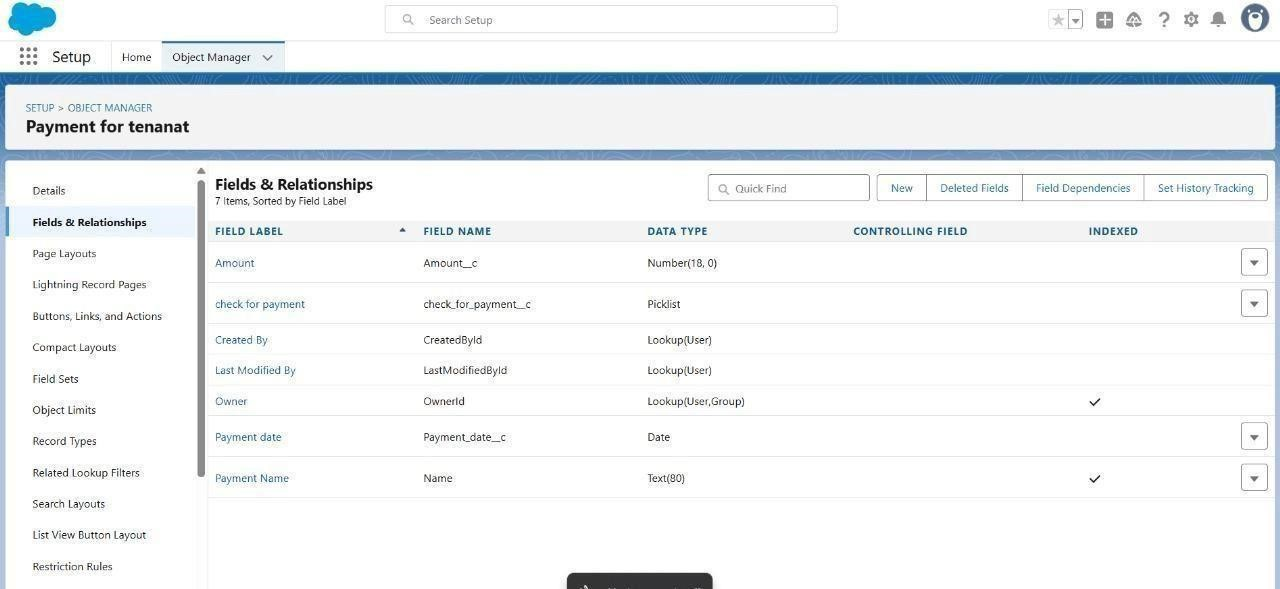 Search Setup
Setup
Home
Object Manager
SETUP > OBJECT MANAGER
Payment for tenanat
Details
Fields & Relationships
Page Layouts
Lightning Record Pages
Buttons, Links, and Actions
Compact Layouts
Field Sets
Object Limits
Record Types
Related Lookup Filters
Search Layouts
List View Button Layout
Restriction Rules
Fields & Relationships
7 Items, Sorted by Field Label
Quick Find
New
Deleted Fields
Field Dependencies
Set History Tracking
FIELD LABEL FIELD NAME DATA TYPE CONTROLLING FIELD INDEXED
Amount Amount__c Number(18, 0)
check for payment check_for_payment__c Picklist
Created By CreatedById Lookup(User)
Last Modified By LastModifiedById Lookup(User)
Owner OwnerId Lookup(User,Group)
Payment date Payment_date__c Date
Payment Name Name Text(80)